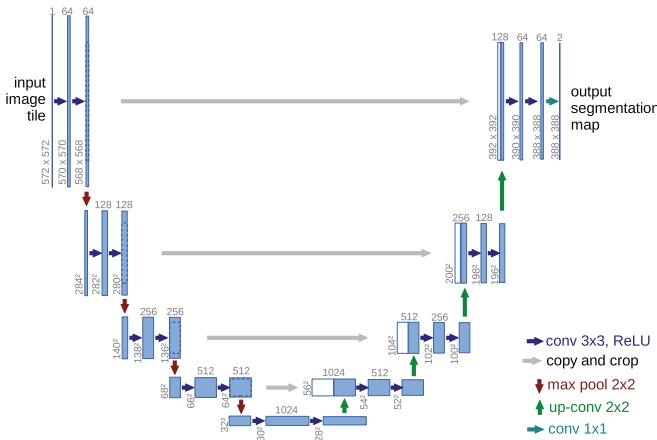 1 64 64
128 64 64 2
input
image
tile
output
segmentation
map
572 x 572
570 x 570
568 x 568
392 x 392
390 x 390
388 x 388
388 x 388
128 128
256 128
284²
282²
280²
200²
198²
196²
256 256
512 256
140²
138²
136²
104²
102²
100²
512 512
1024 512
68²
66²
64²
56²
54²
52²
1024
32²
30²
28²
conv 3x3, ReLU
copy and crop
max pool 2x2
up-conv 2x2
conv 1x1